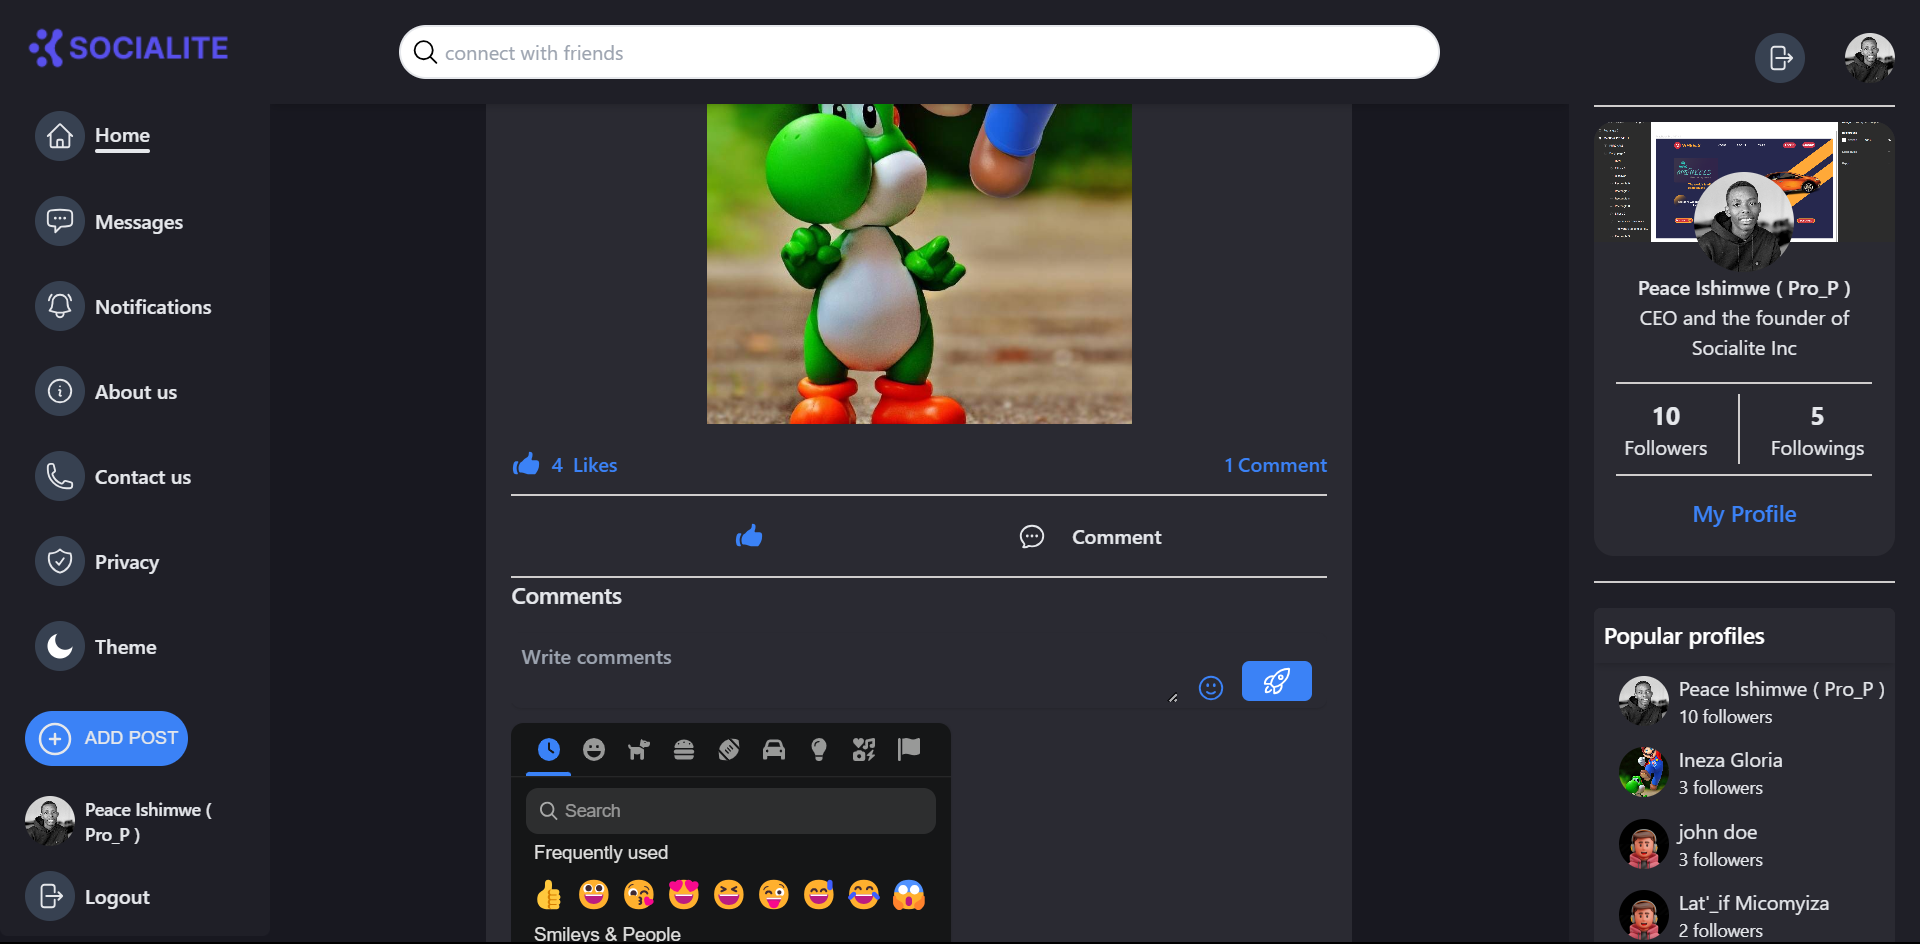 SOCIALITE
connect with friends
Home
Messages
Notifications
About us
Contact us
Privacy
Theme
ADD POST
Peace Ishimwe (
Pro_P )
Logout
4 Likes
1 Comment
Comment
Comments
Write comments
Search
Frequently used
Smileys & People
Peace Ishimwe ( Pro_P )
CEO and the founder of
Socialite Inc
10
Followers
5
Followings
My Profile
Popular profiles
Peace Ishimwe ( Pro_P )
10 followers
Ineza Gloria
3 followers
john doe
3 followers
Lat'_if Micomyiza
2 followers